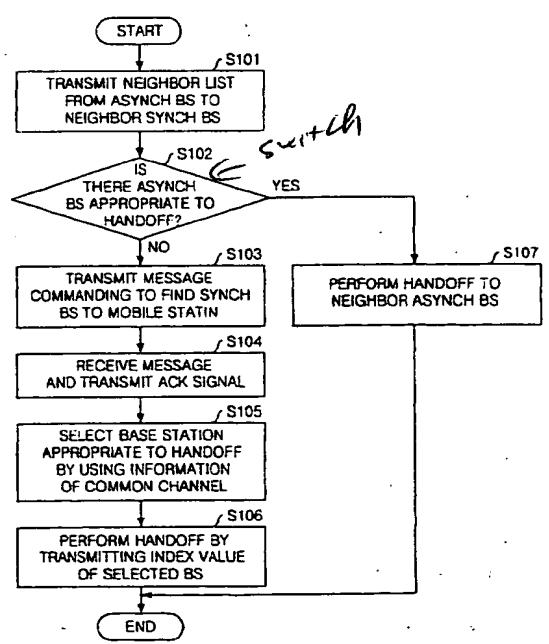 START
S101
TRANSMIT NEIGHBOR LIST
FROM ASYNCH BS TO
NEIGHBOR SYNCH BS
S102
switch
IS
THERE ASYNCH
BS APPROPRIATE TO
HANDOFF?
YES
NO
S103
TRANSMIT MESSAGE
COMMANDING TO FIND SYNCH
BS TO MOBILE STATIN
S107
PERFORM HANDOFF TO
NEIGHBOR ASYNCH BS
S104
RECEIVE MESSAGE
AND TRANSMIT ACK SIGNAL
S105
SELECT BASE STATION
APPROPRIATE TO HANDOFF
BY USING INFORMATION
OF COMMON CHANNEL
S106
PERFORM HANDOFF BY
TRANSMITTING INDEX VALUE
OF SELECTED BS
END